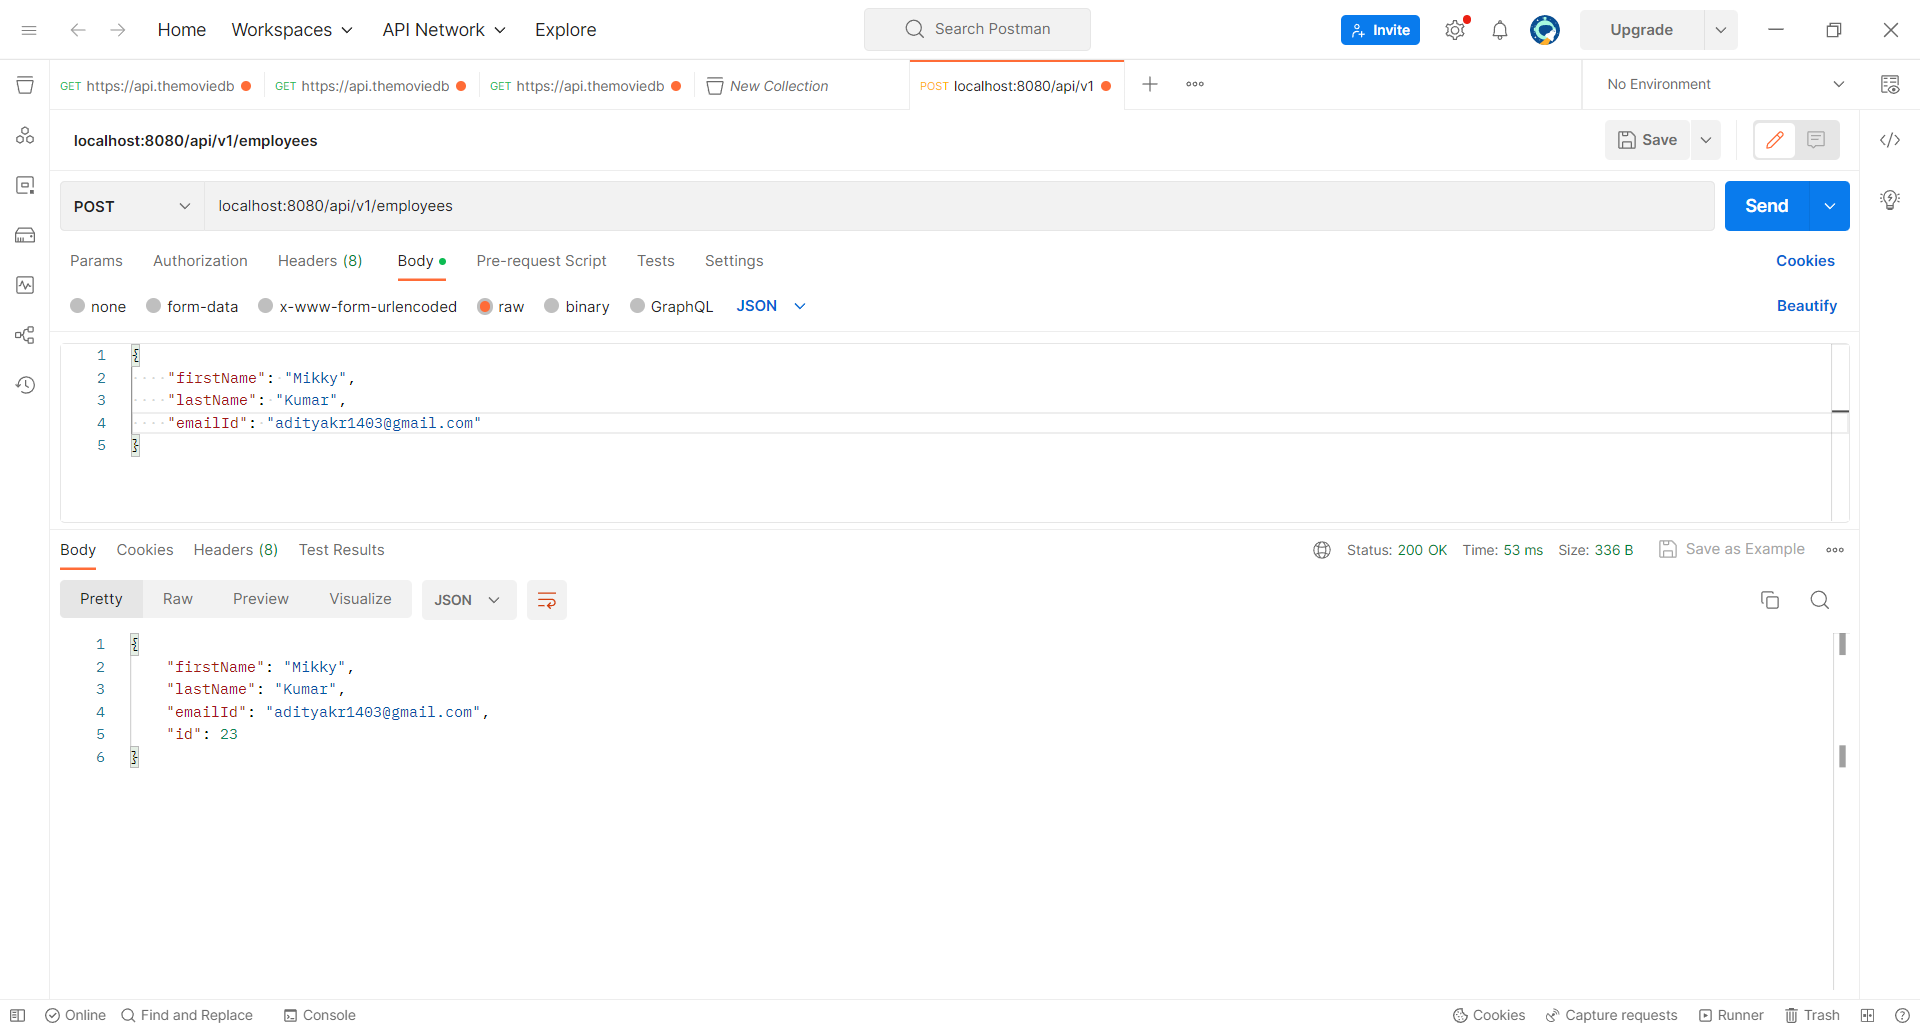 Home Workspaces API Network Explore Search Postman Invite Upgrade
GET https://api.themoviedb GET https://api.themoviedb GET https://api.themoviedb New Collection POST localhost:8080/api/v1 No Environment
localhost:8080/api/v1/employees Save
POST localhost:8080/api/v1/employees Send
Params Authorization Headers (8) Body Pre-request Script Tests Settings Cookies
none form-data x-www-form-urlencoded raw binary GraphQL JSON Beautify
1 {
2 "firstName": "Mikky",
3 "lastName": "Kumar",
4 "emailId": "adityakr1403@gmail.com"
5 }
Body Cookies Headers (8) Test Results Status: 200 OK Time: 53 ms Size: 336 B Save as Example
Pretty Raw Preview Visualize JSON
1 {
2 "firstName": "Mikky",
3 "lastName": "Kumar",
4 "emailId": "adityakr1403@gmail.com",
5 "id": 23
6 }
Online Find and Replace Console Cookies Capture requests Runner Trash